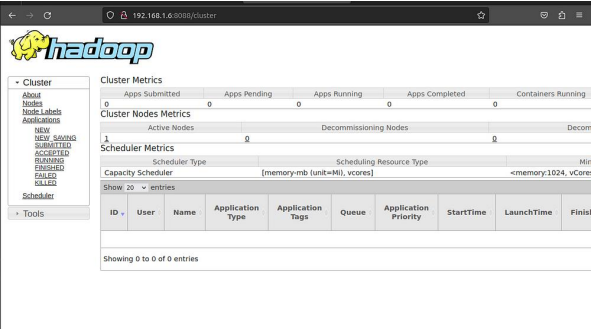 192.168.1.6:8088/cluster
hadoop
Cluster
About
Nodes
Node Labels
Applications
NEW
NEW_SAVING
SUBMITTED
ACCEPTED
RUNNING
FINISHED
FAILED
KILLED
Scheduler
Tools
Cluster Metrics
Apps Submitted Apps Pending Apps Running Apps Completed Containers Running
0 0 0 0 0
Cluster Nodes Metrics
Active Nodes Decommissioning Nodes Decom
1 0 0
Scheduler Metrics
Scheduler Type Scheduling Resource Type Min
Capacity Scheduler [memory-mb (unit=Mi), vcores] <memory:1024, vCores
Show 20 entries
ID User Name Application Type Application Tags Queue Application Priority StartTime LaunchTime Finish
Showing 0 to 0 of 0 entries